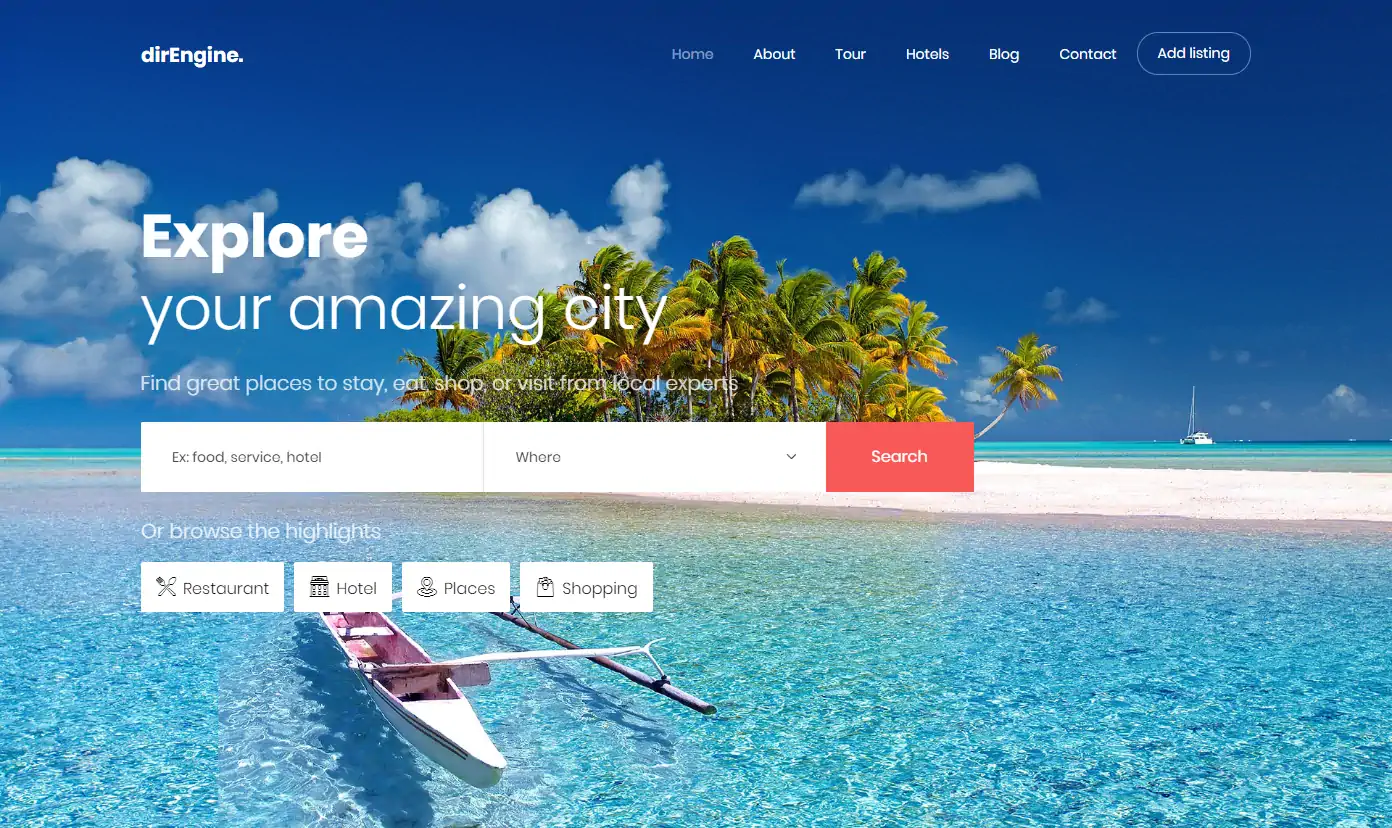 dirEngine.
Home About Tour Hotels Blog Contact Add listing
Explore
your amazing city
Find great places to stay, eat, shop, or visit from local experts
Ex: food, service, hotel Where Search
Or browse the highlights
Restaurant Hotel Places Shopping